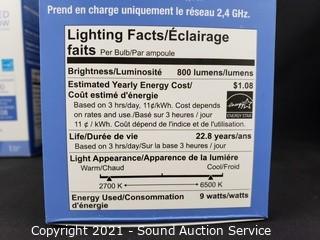 Prend en charge uniquement le réseau 2,4 GHz.
Lighting Facts/Éclairage
faits Per Bulb/Par ampoule
Brightness/Luminosité 800 lumens/lumens
Estimated Yearly Energy Cost/ $1.08
Coût estimé d'énergie
Based on 3 hrs/day, 11¢/kWh. Cost depends
on rates and use./Basé sur 3 heures / jour
11 ¢ / kWh. Coût dépend de l'indice et de l'utilisation.
ENERGY STAR
Life/Durée de vie 22.8 years/ans
Based on 3 hrs/day/Sur la base 3 heures / jour
Light Appearance/Apparence de la lumière
Warm/Chaud Cool/Froid
2700 K 6500 K
Energy Used/Consommation 9 watts/watts
d'énergie
Copyright 2021 - Sound Auction Service